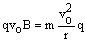 qv₀B = m v₀²/r q